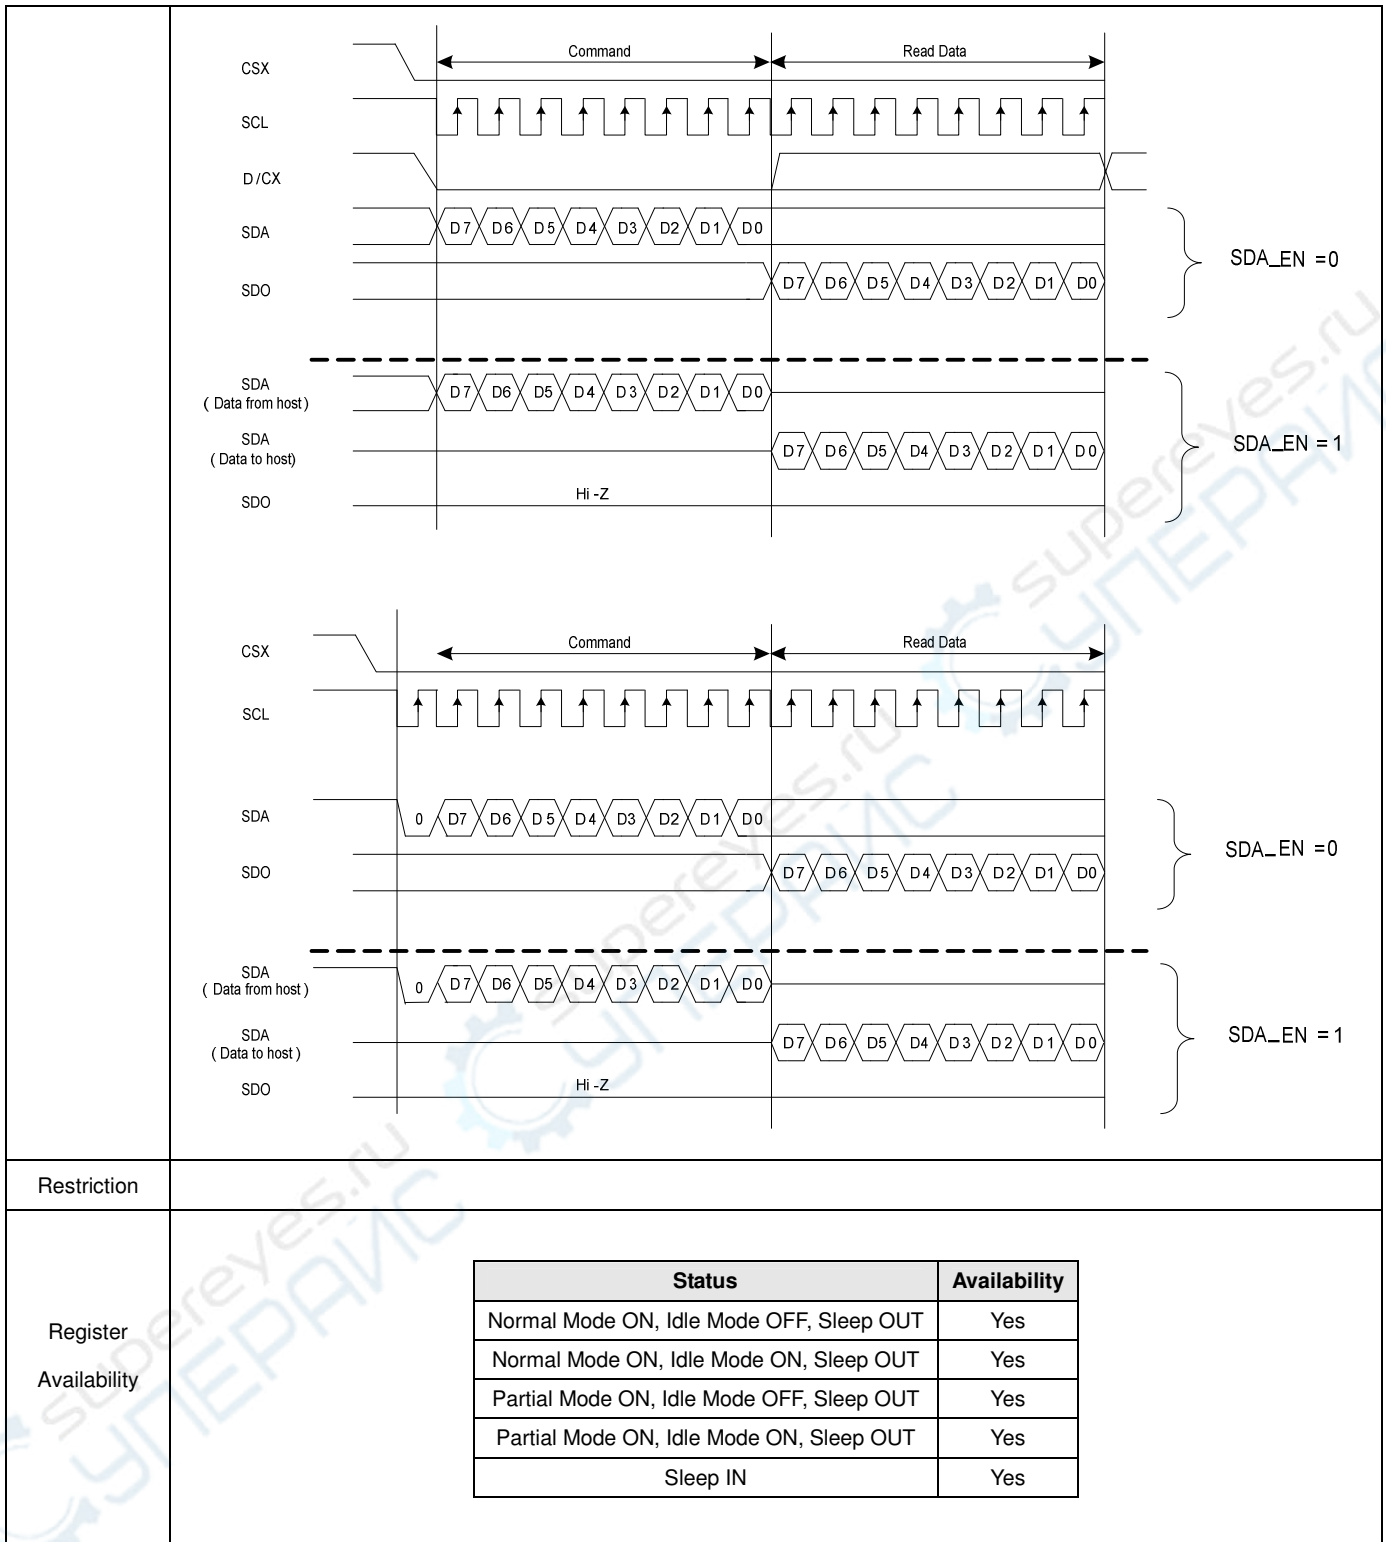 Command Read Data
CSX
SCL
D/CX
SDA D7 D6 D5 D4 D3 D2 D1 D0
SDO D7 D6 D5 D4 D3 D2 D1 D0
SDA_EN =0
SDA
( Data from host ) D7 D6 D5 D4 D3 D2 D1 D0
SDA
( Data to host) D7 D6 D5 D4 D3 D2 D1 D0
SDA_EN = 1
SDO Hi -Z
Command Read Data
CSX
SCL
SDA 0 D7 D6 D5 D4 D3 D2 D1 D0
SDO D7 D6 D5 D4 D3 D2 D1 D0
SDA_EN =0
SDA
( Data from host ) 0 D7 D6 D5 D4 D3 D2 D1 D0
SDA
( Data to host ) D7 D6 D5 D4 D3 D2 D1 D0
SDA_EN = 1
SDO Hi -Z
Restriction
Register
Availability
Status Availability
Normal Mode ON, Idle Mode OFF, Sleep OUT Yes
Normal Mode ON, Idle Mode ON, Sleep OUT Yes
Partial Mode ON, Idle Mode OFF, Sleep OUT Yes
Partial Mode ON, Idle Mode ON, Sleep OUT Yes
Sleep IN Yes
supereyes.ru
СУПЕРАЙС
supereyes.ru